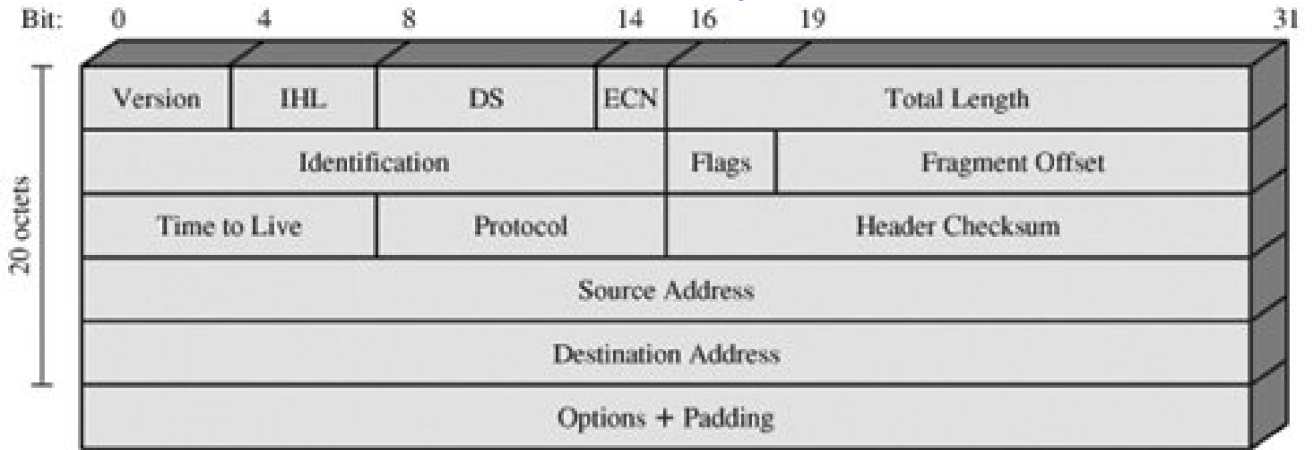 Bit: 0 4 8 14 16 19 31
Version IHL DS ECN Total Length
Identification Flags Fragment Offset
Time to Live Protocol Header Checksum
Source Address
Destination Address
Options + Padding
20 octets